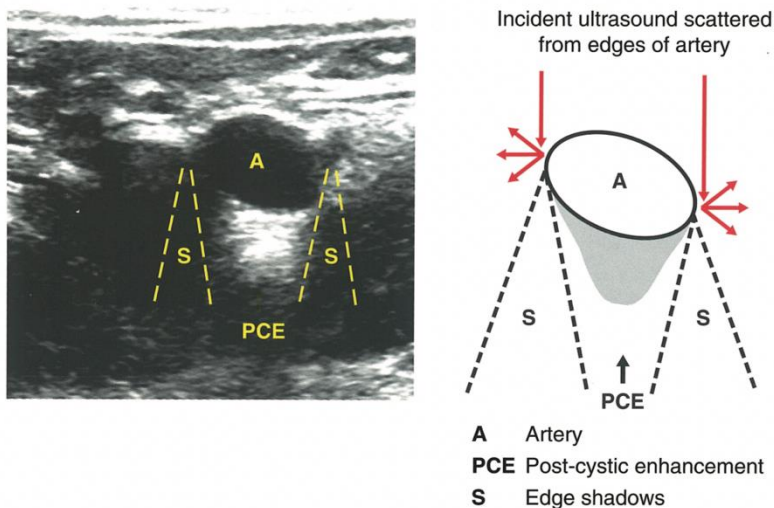 A
S
S
PCE
Incident ultrasound scattered
from edges of artery
A
S
S
PCE
A Artery
PCE Post-cystic enhancement
S Edge shadows